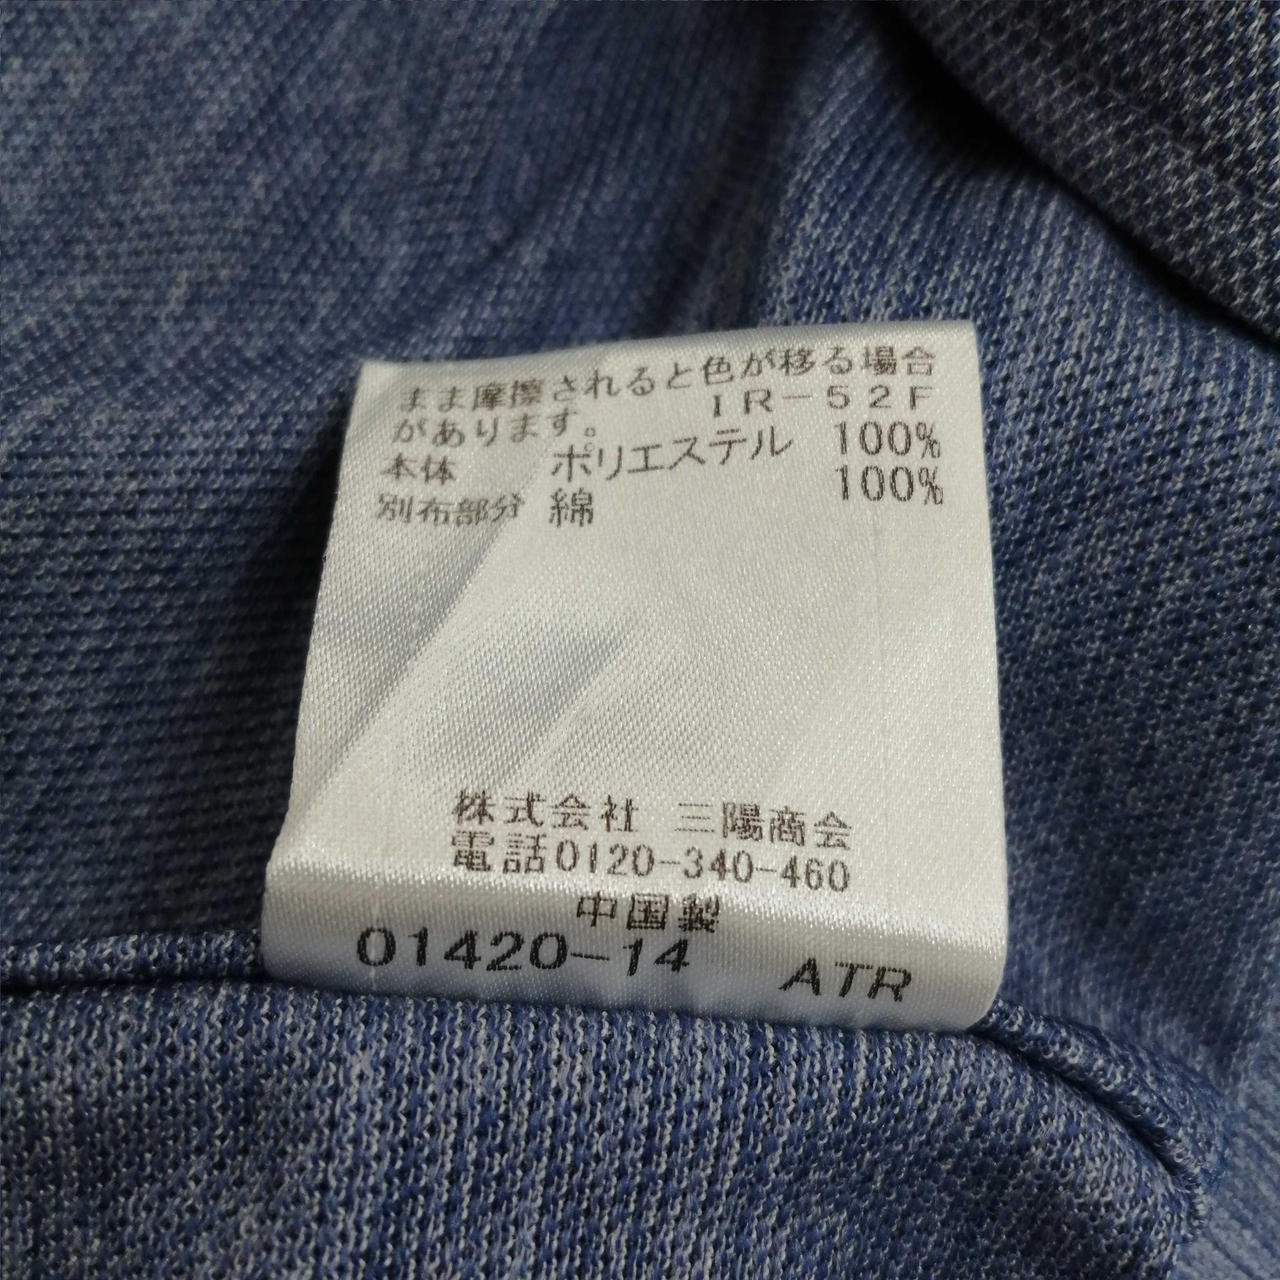 まま摩擦されると色が移る場合
があります。 IR-52F
本体 ポリエステル 100%
別布部分 綿 100%
株式会社 三陽商会
電話0120-340-460
中国製
01420-14 ATR